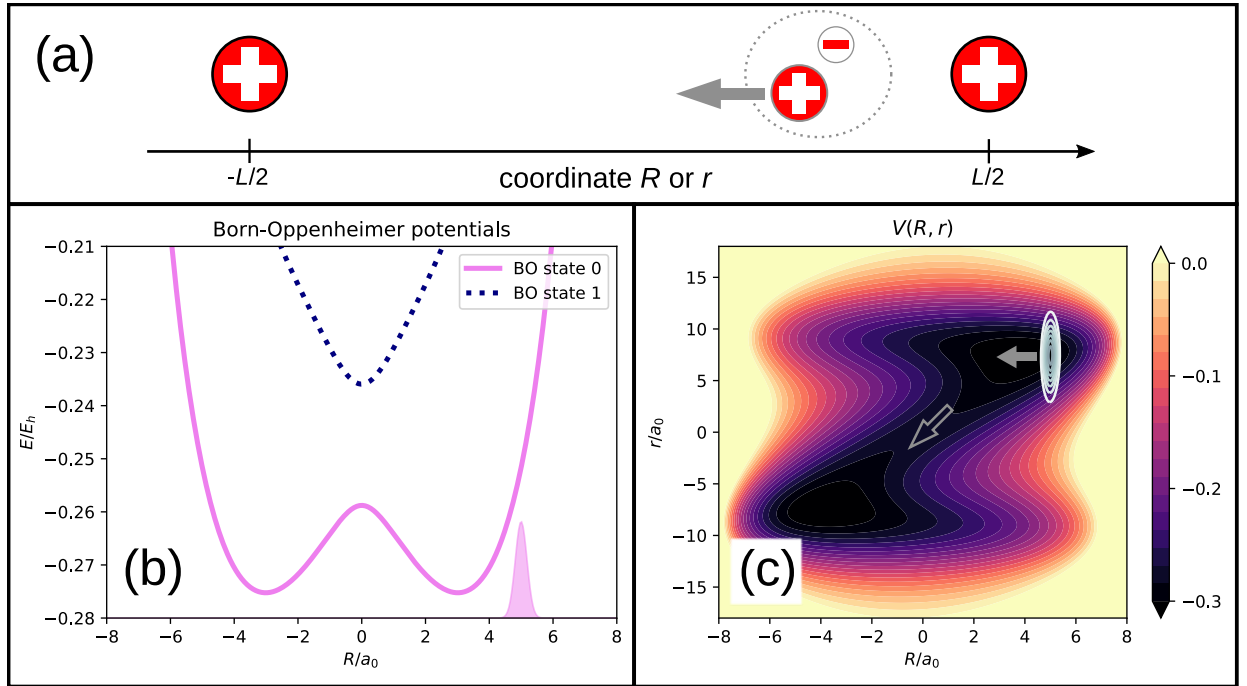 (a)
-L/2
coordinate R or r
L/2
Born-Oppenheimer potentials
BO state 0
BO state 1
−0.21
−0.22
−0.23
−0.24
−0.25
−0.26
−0.27
−0.28
E/E_h
(b)
−8 −6 −4 −2 0 2 4 6 8
R/a_0
V(R, r)
15
10
5
0
−5
−10
−15
r/a_0
(c)
−8 −6 −4 −2 0 2 4 6 8
R/a_0
0.0
−0.1
−0.2
−0.3